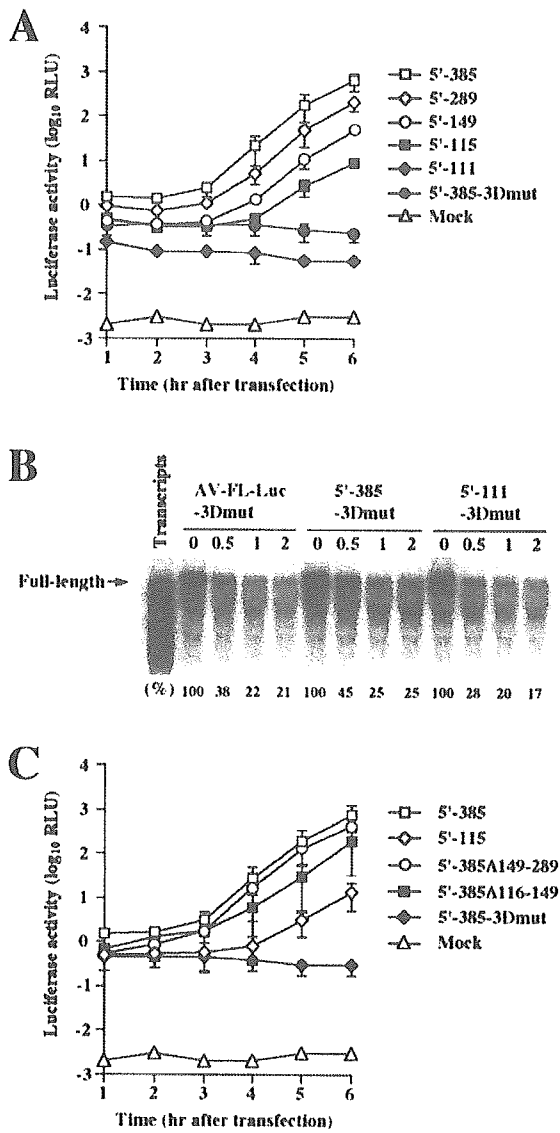 A
Luciferase activity (log10 RLU)
4
3
2
1
0
-1
-2
-3
1 2 3 4 5 6
Time (hr after transfection)
5'-385
5'-289
5'-149
5'-115
5'-111
5'-385-3Dmut
Mock
B
Transcripts
AV-FL-Luc 5'-385 5'-111
-3Dmut -3Dmut -3Dmut
0 0.5 1 2 0 0.5 1 2 0 0.5 1 2
Full-length
(%) 100 38 22 21 100 45 25 25 100 28 20 17
C
Luciferase activity (log10 RLU)
4
3
2
1
0
-1
-2
-3
1 2 3 4 5 6
Time (hr after transfection)
5'-385
5'-115
5'-385Δ149-289
5'-385Δ116-149
5'-385-3Dmut
Mock